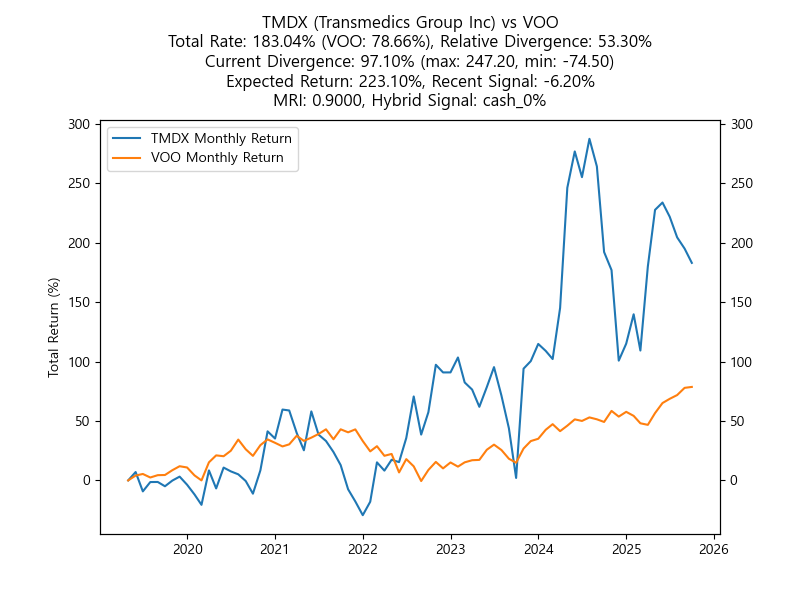 TMDX (Transmedics Group Inc) vs VOO
Total Rate: 183.04% (VOO: 78.66%), Relative Divergence: 53.30%
Current Divergence: 97.10% (max: 247.20, min: -74.50)
Expected Return: 223.10%, Recent Signal: -6.20%
MRI: 0.9000, Hybrid Signal: cash_0%
TMDX Monthly Return
VOO Monthly Return
Total Return (%)
300
250
200
150
100
50
0
300
250
200
150
100
50
0
2020
2021
2022
2023
2024
2025
2026